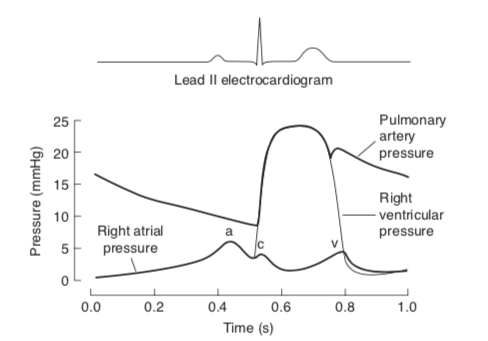 Lead II electrocardiogram
Pressure (mmHg)
25
20
15
10
5
0
Pulmonary
artery
pressure
Right
ventricular
pressure
Right atrial
pressure
a
c
v
0.0 0.2 0.4 0.6 0.8 1.0
Time (s)